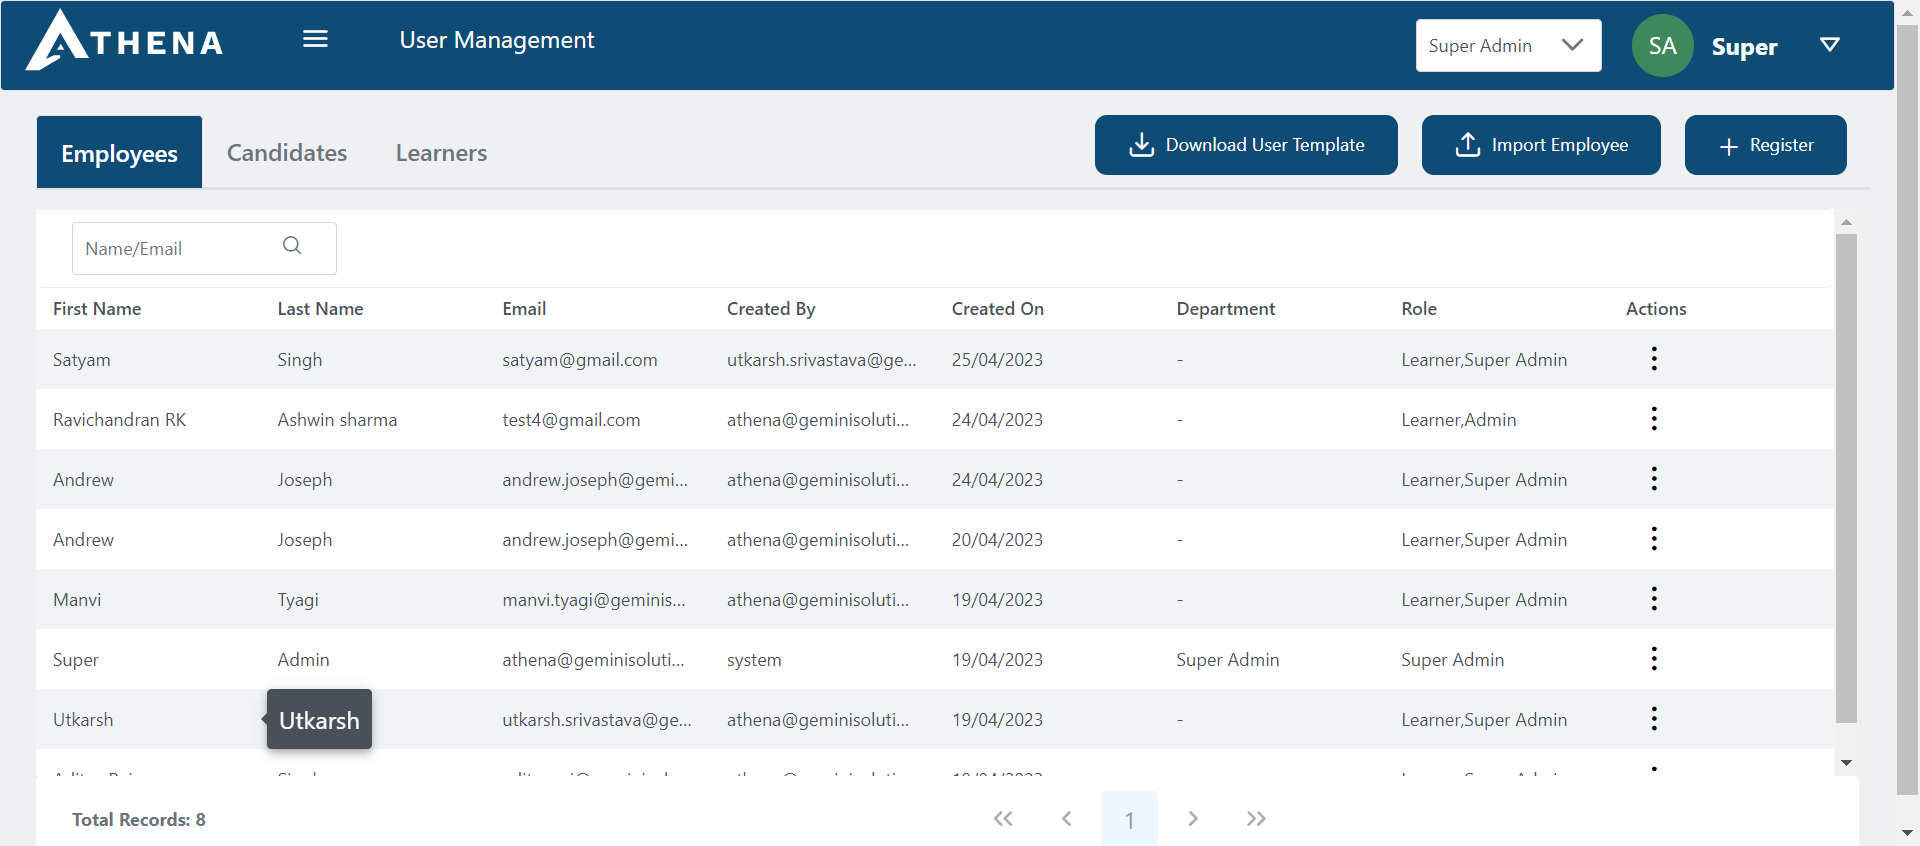 ATHENA
User Management
Super Admin
SA
Super
Employees
Candidates
Learners
Download User Template
Import Employee
Register
Name/Email
First Name Last Name Email Created By Created On Department Role Actions
Satyam Singh satyam@gmail.com utkarsh.srivastava@ge... 25/04/2023 - Learner,Super Admin
Ravichandran RK Ashwin sharma test4@gmail.com athena@geminisoluti... 24/04/2023 - Learner,Admin
Andrew Joseph andrew.joseph@gemi... athena@geminisoluti... 24/04/2023 - Learner,Super Admin
Andrew Joseph andrew.joseph@gemi... athena@geminisoluti... 20/04/2023 - Learner,Super Admin
Manvi Tyagi manvi.tyagi@geminis... athena@geminisoluti... 19/04/2023 - Learner,Super Admin
Super Admin athena@geminisoluti... system 19/04/2023 Super Admin Super Admin
Utkarsh Utkarsh utkarsh.srivastava@ge... athena@geminisoluti... 19/04/2023 - Learner,Super Admin
Total Records: 8
1